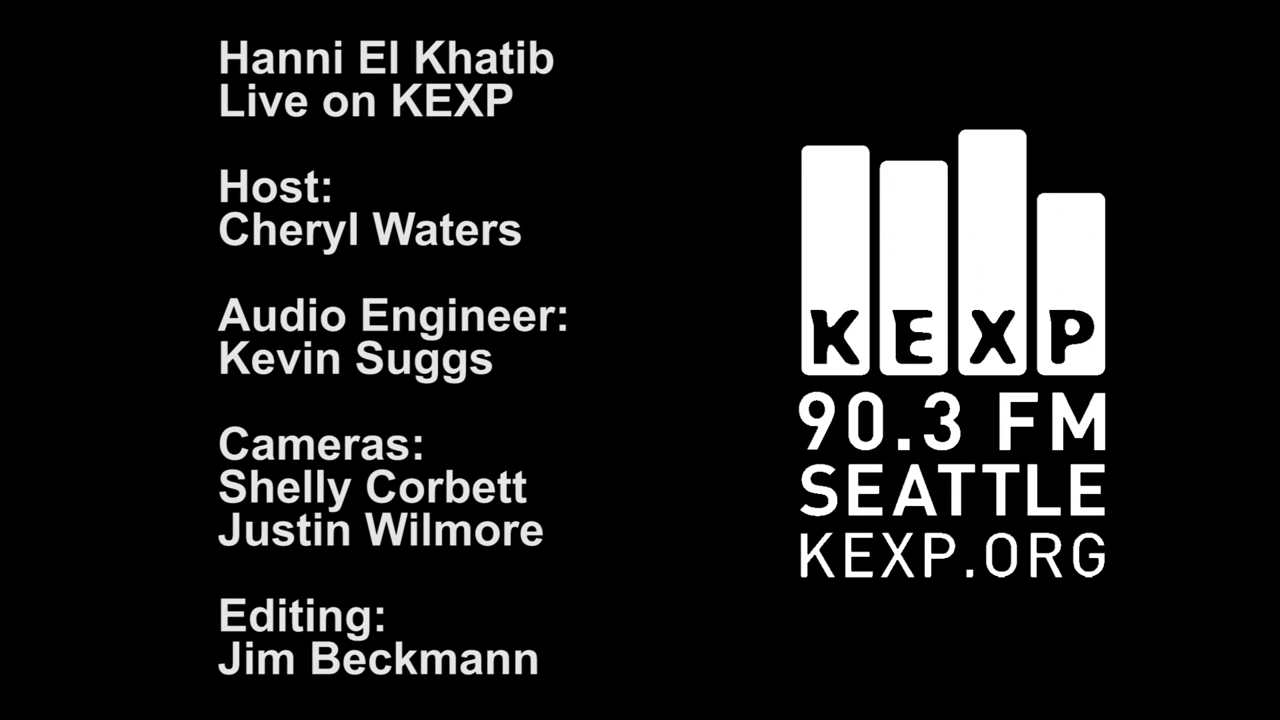 Hanni El Khatib
Live on KEXP
Host:
Cheryl Waters
Audio Engineer:
Kevin Suggs
Cameras:
Shelly Corbett
Justin Wilmore
Editing:
Jim Beckmann
KEXP
90.3 FM
SEATTLE
KEXP.ORG